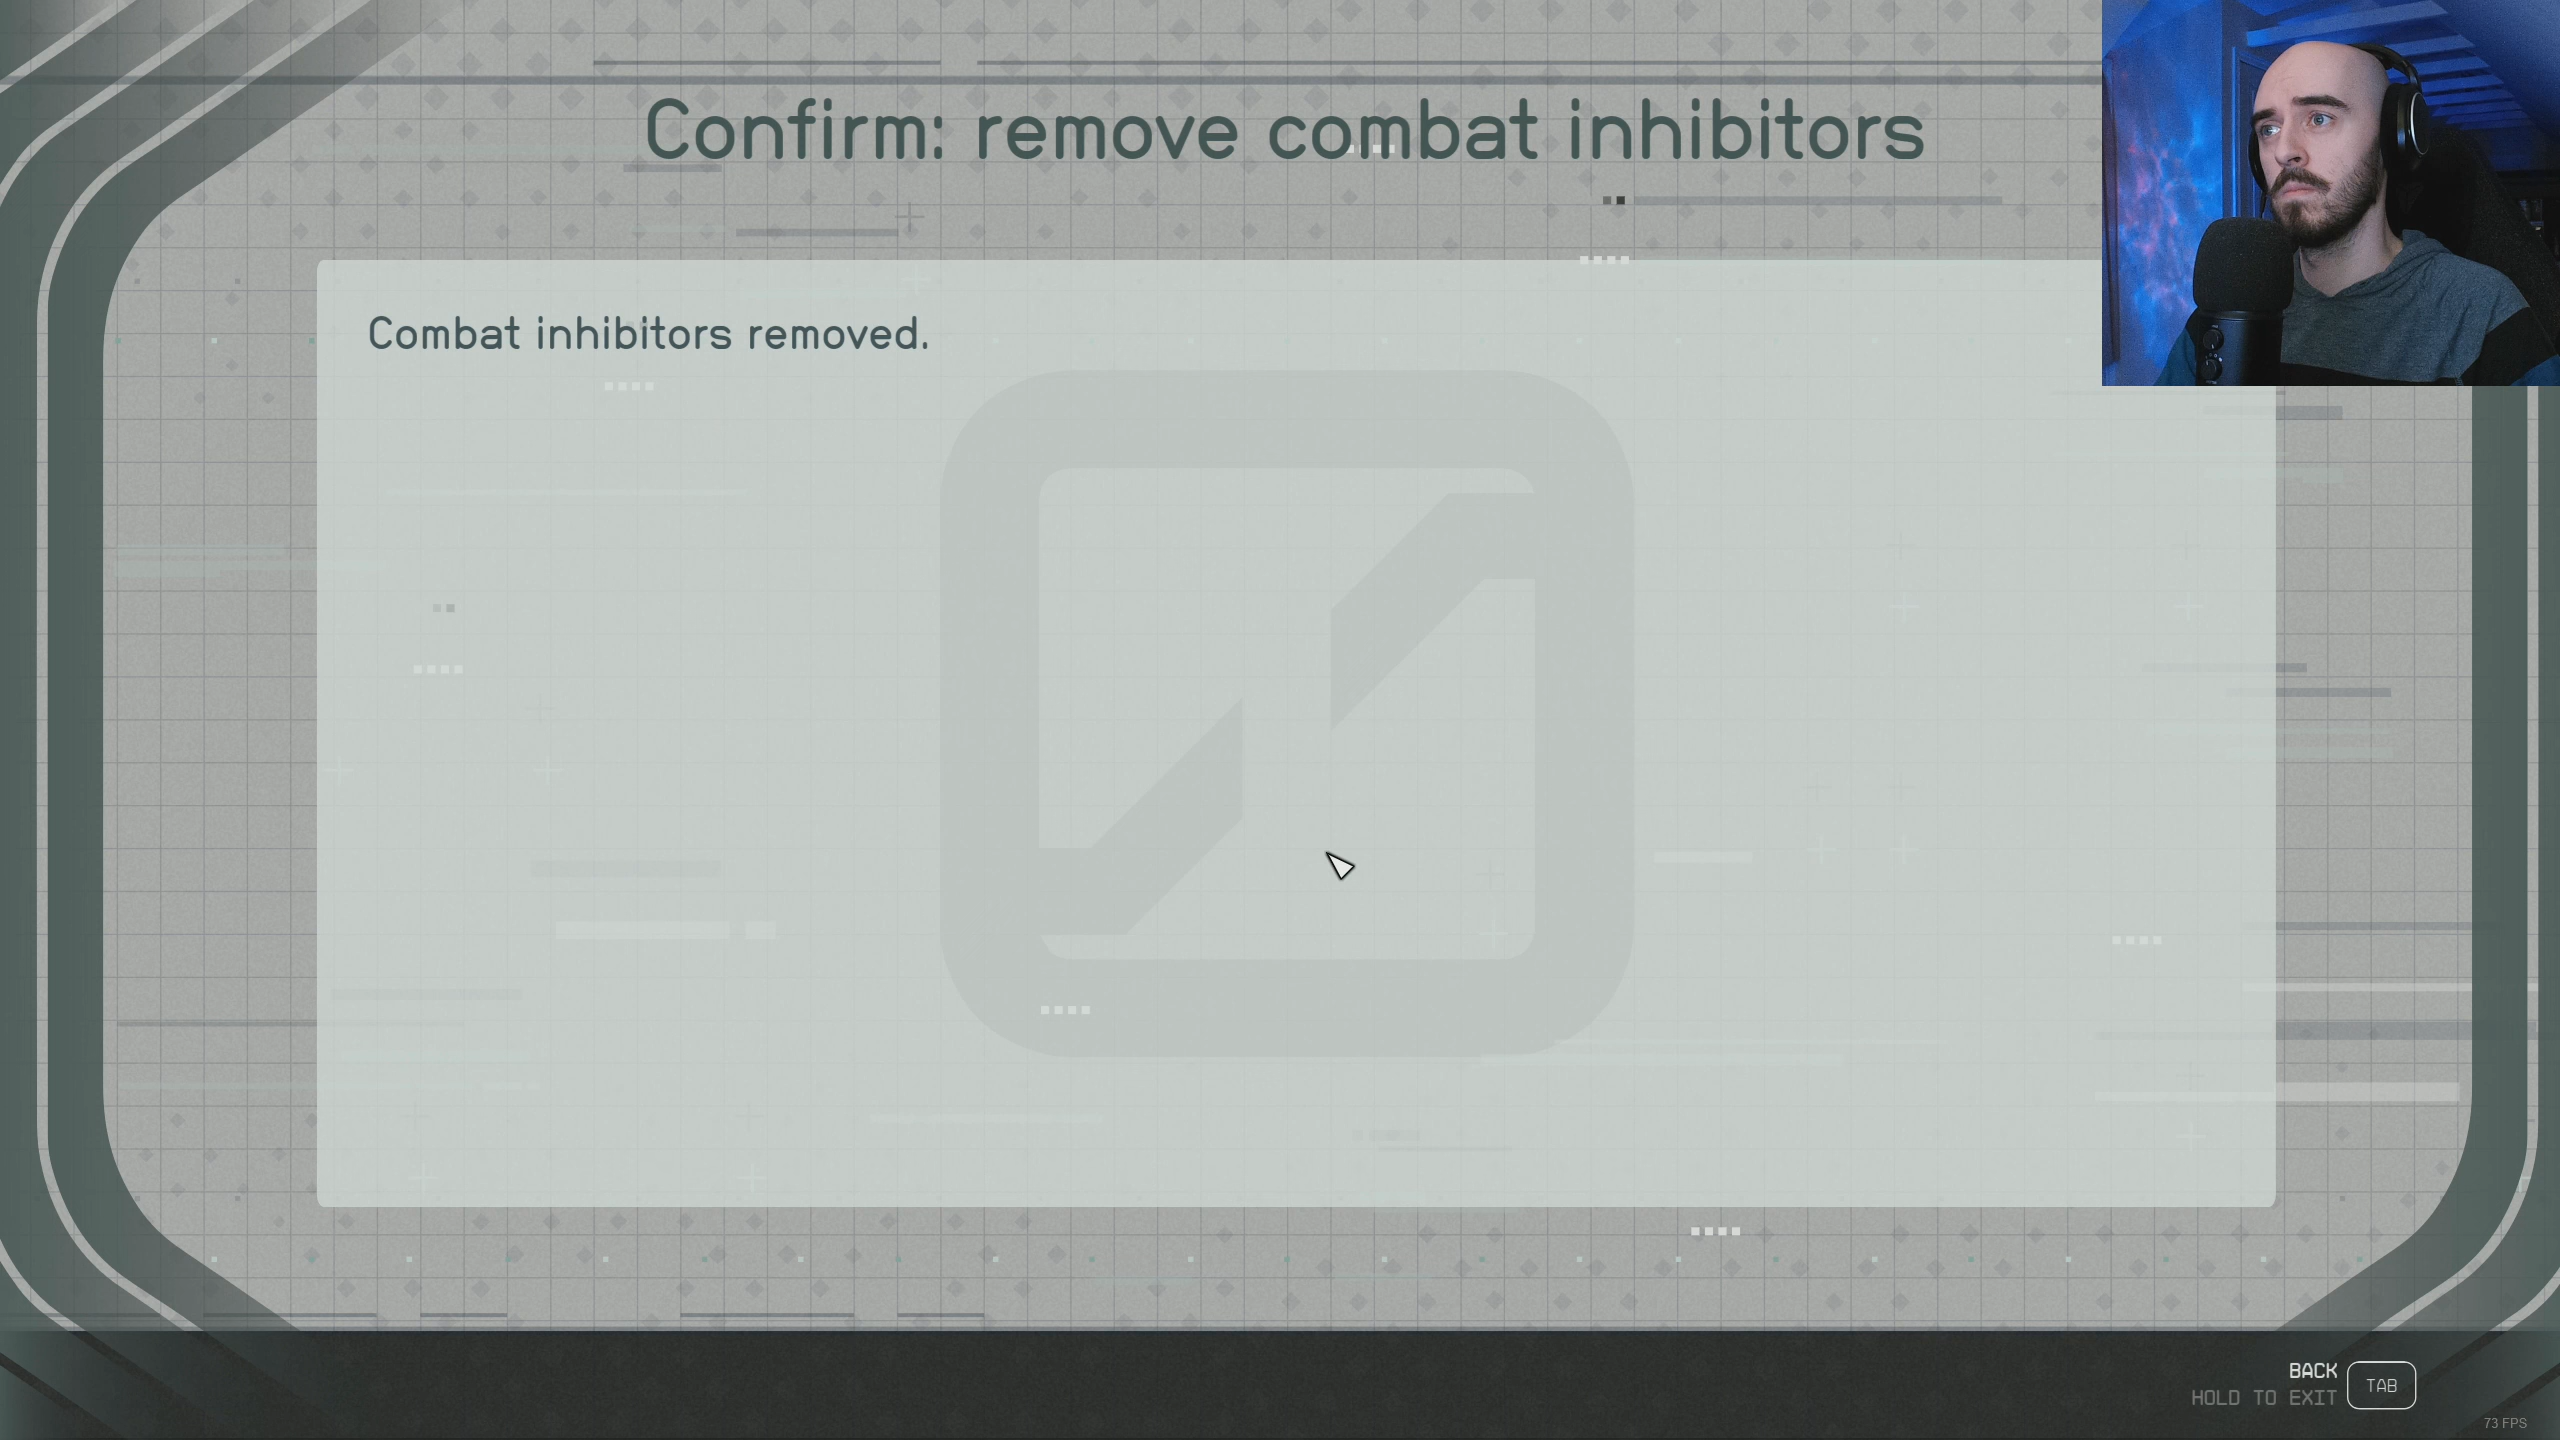 Confirm: remove combat inhibitors
Combat inhibitors removed.
BACK
HOLD TO EXIT
TAB
73 FPS